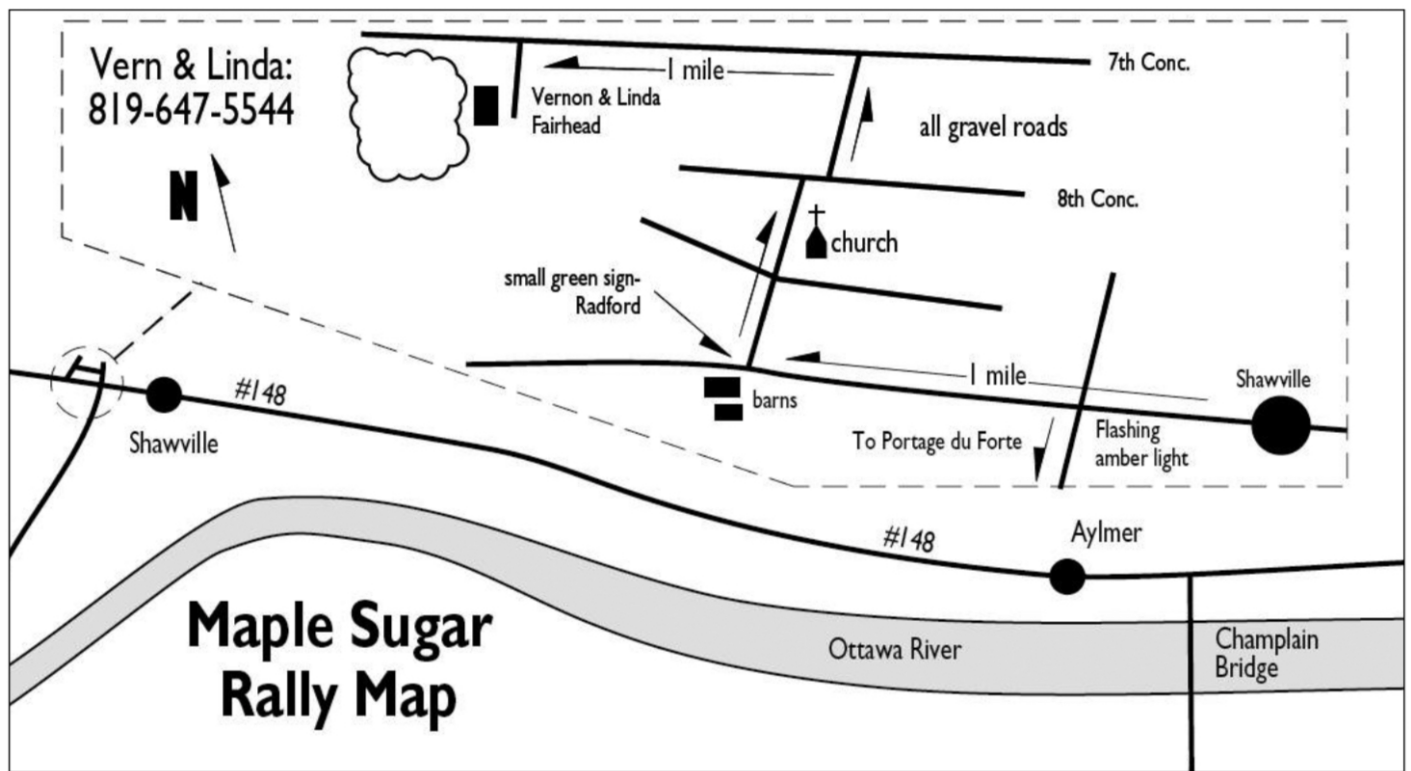 Vern & Linda:
819-647-5544
N
1 mile
7th Conc.
Vernon & Linda
Fairhead
all gravel roads
8th Conc.
church
small green sign-
Radford
1 mile
Shawville
barns
To Portage du Forte
Flashing
amber light
#148
Shawville
#148
Aylmer
Maple Sugar
Rally Map
Ottawa River
Champlain
Bridge